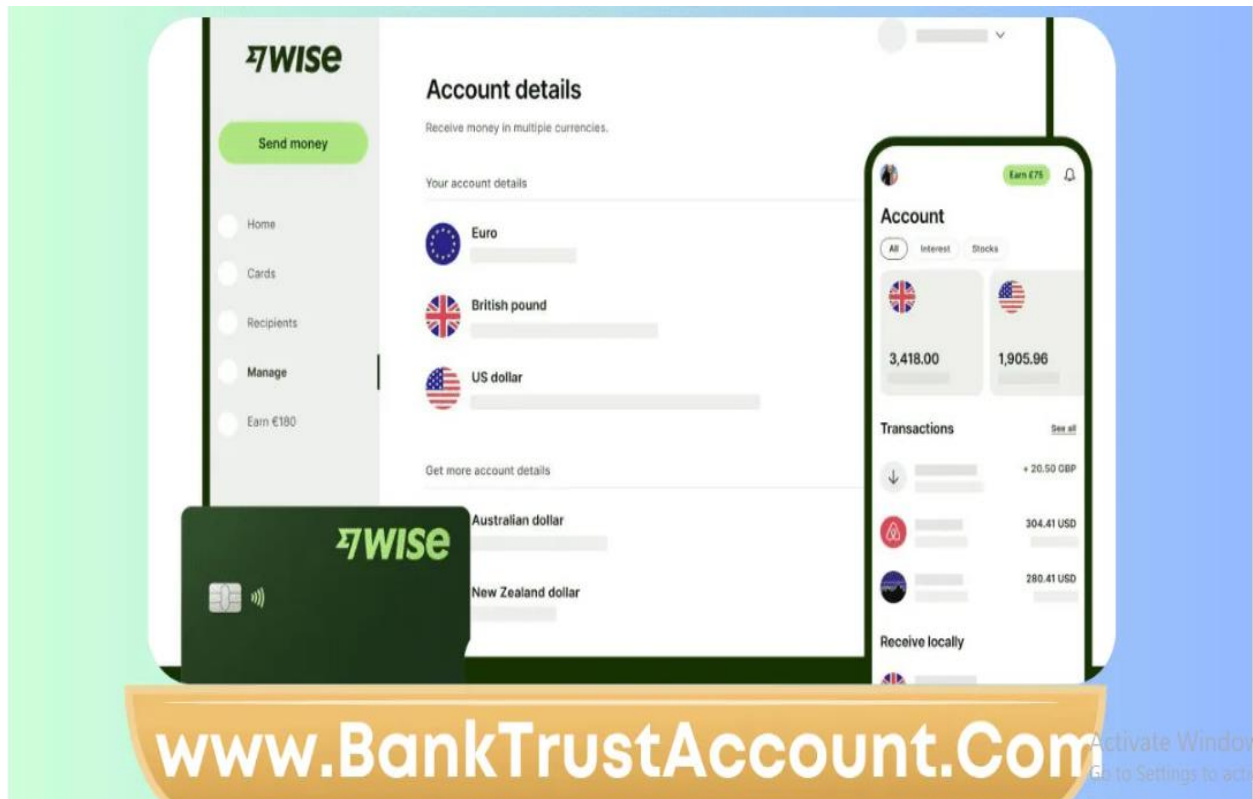 WISE
Send money
Home
Cards
Recipients
Manage
Earn €180
Account details
Receive money in multiple currencies.
Your account details
Euro
British pound
US dollar
Get more account details
Australian dollar
New Zealand dollar
WISE
Earn £75
Account
All Interest Stocks
3,418.00 1,905.96
Transactions See all
+ 20.50 GBP
304.41 USD
280.41 USD
Receive locally
www.BankTrustAccount.Com
Activate Window
Go to Settings to acti